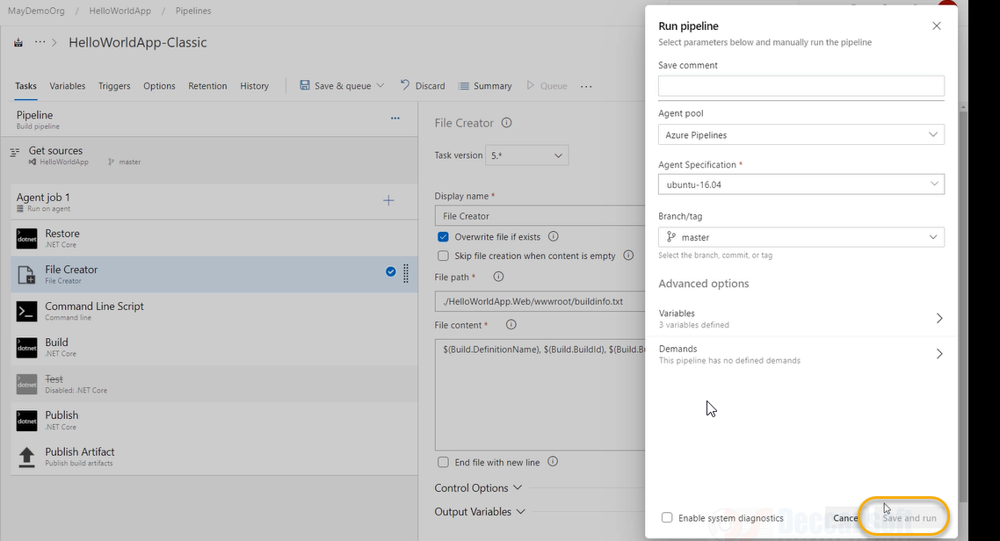 MayDemoOrg / HelloWorldApp / Pipelines
··· > HelloWorldApp-Classic
Tasks Variables Triggers Options Retention History Save & queue Discard Summary Queue ···
Pipeline
Build pipeline
Get sources
HelloWorldApp master
Agent job 1
Run on agent
Restore
.NET Core
File Creator
File Creator
Command Line Script
Command line
Build
.NET Core
Test
Disabled: .NET Core
Publish
.NET Core
Publish Artifact
Publish build artifacts
dotnet
dotnet
dotnet
dotnet
File Creator
Task version 5.*
Display name *
File Creator
Overwrite file if exists
Skip file creation when content is empty
File path *
./HelloWorldApp.Web/wwwroot/buildinfo.txt
File content *
$(Build.DefinitionName), $(Build.BuildId), $(Build.B
End file with new line
Control Options
Output Variables
Run pipeline
Select parameters below and manually run the pipeline
Save comment
Agent pool
Azure Pipelines
Agent Specification *
ubuntu-16.04
Branch/tag
master
Select the branch, commit, or tag
Advanced options
Variables
3 variables defined
Demands
This pipeline has no defined demands
Enable system diagnostics Cance Save and run